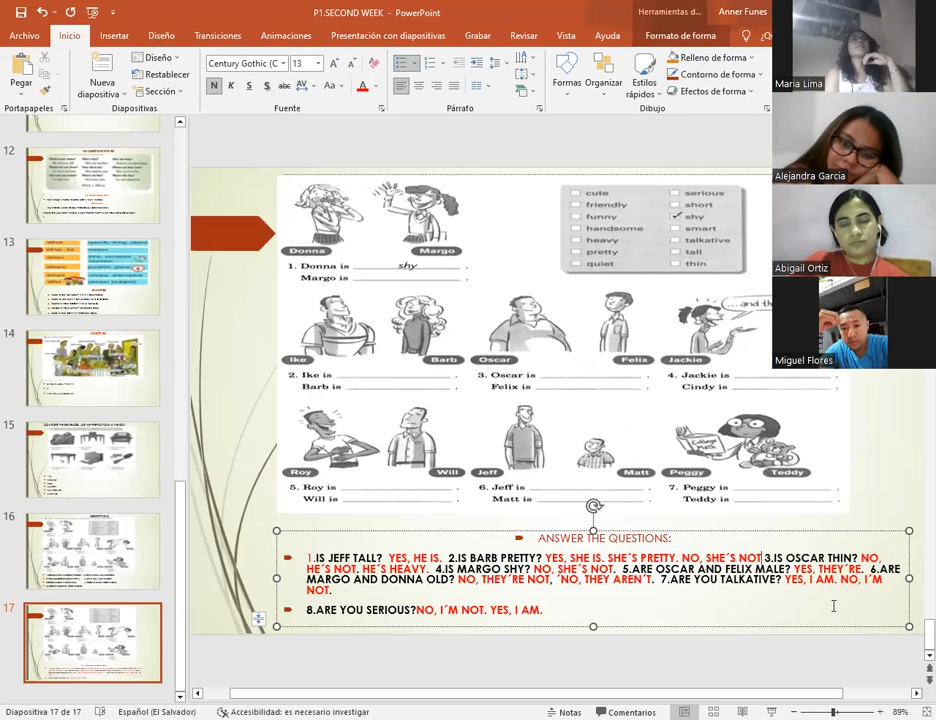 P1.SECOND WEEK - PowerPoint
Herramientas d...
Anner Funes
Archivo Inicio Insertar Diseño Transiciones Animaciones Presentación con diapositivas Grabar Revisar Vista Ayuda Formato de forma
Pegar
Nueva diapositiva
Diseño
Restablecer
Sección
Century Gothic (C 13
N K S S abc AV Aa A
Formas Organizar Estilos rápidos
Relleno de forma
Contorno de forma
Efectos de forma
Portapapeles Diapositivas Fuente Párrafo Dibujo
12
13
14
15
16
17
cute serious
friendly short
funny shy
handsome smart
heavy talkative
pretty tall
quiet thin
Donna Margo
1. Donna is shy .
Margo is .
...and th
Ike Barb Oscar Felix Jackie
2. Ike is . 3. Oscar is . 4. Jackie is .
Barb is . Felix is . Cindy is .
College Math
Roy Will Jeff Matt Peggy Teddy
5. Roy is . 6. Jeff is . 7. Peggy is .
Will is . Matt is . Teddy is .
ANSWER THE QUESTIONS:
1.IS JEFF TALL? YES, HE IS. 2.IS BARB PRETTY? YES, SHE IS. SHE´S PRETTY. NO, SHE´S NOT 3.IS OSCAR THIN? NO,
HE´S NOT. HE´S HEAVY. 4.IS MARGO SHY? NO, SHE´S NOT. 5.ARE OSCAR AND FELIX MALE? YES, THEY´RE. 6.ARE
MARGO AND DONNA OLD? NO, THEY´RE NOT, ´NO, THEY AREN´T. 7.ARE YOU TALKATIVE? YES, I AM. NO, I´M
NOT.
8.ARE YOU SERIOUS?NO, I´M NOT. YES, I AM.
Maria Lima
Alejandra Garcia
Abigail Ortiz
Miguel Flores
Diapositiva 17 de 17 Español (El Salvador) Accesibilidad: es necesario investigar Notas Comentarios 89%